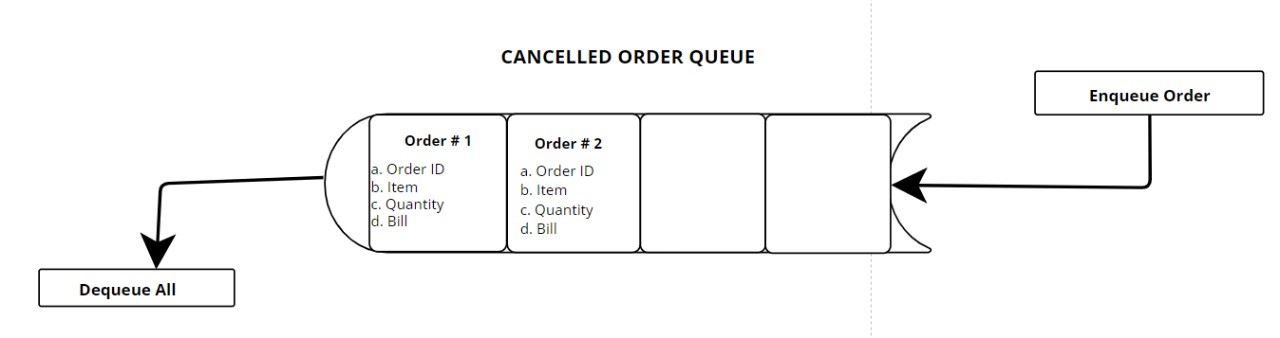 CANCELLED ORDER QUEUE
Enqueue Order
Order # 1
a. Order ID
b. Item
c. Quantity
d. Bill
Order # 2
a. Order ID
b. Item
c. Quantity
d. Bill
Dequeue All